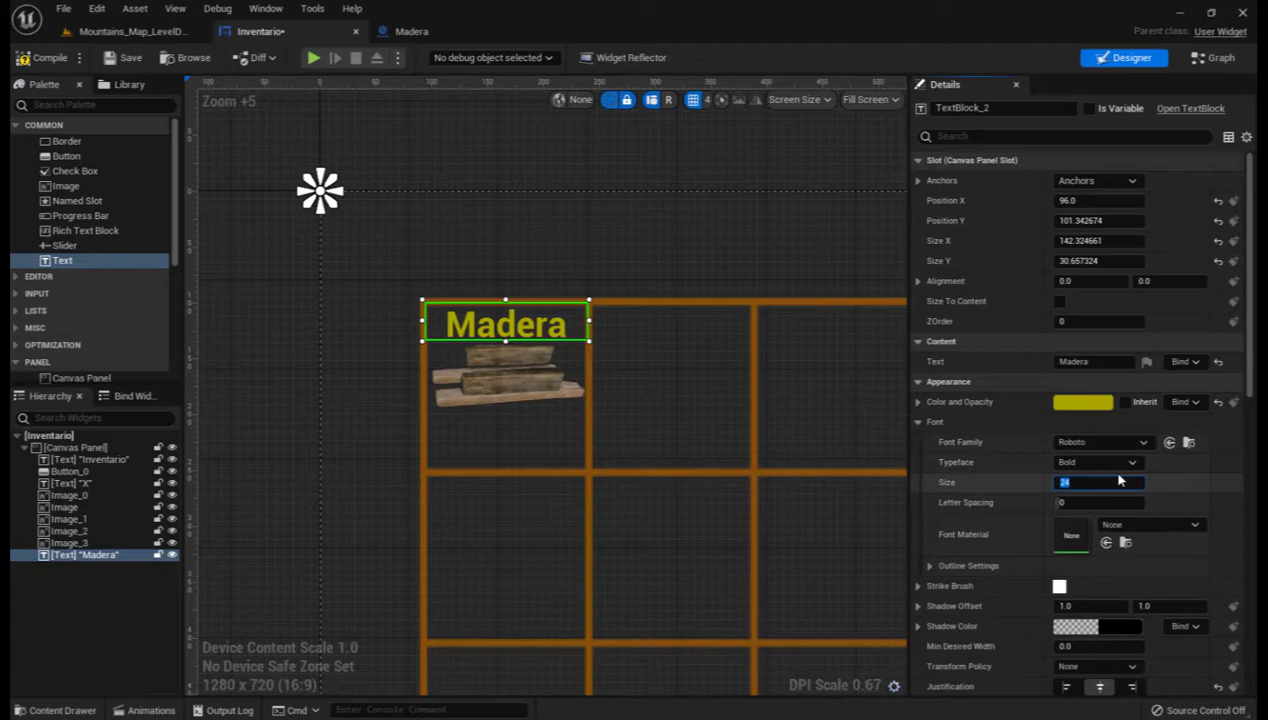 File Edit Asset View Debug Window Tools Help
Mountains_Map_LevelD... Inventario• Madera
Parent class: User Widget
Compile Save Browse Diff No debug object selected Widget Reflector Designer Graph
Palette Library
Search Palette
COMMON
Border
Button
Check Box
Image
Named Slot
Progress Bar
Rich Text Block
Slider
Text
EDITOR
INPUT
LISTS
MISC
OPTIMIZATION
PANEL
Canvas Panel
Hierarchy Bind Wid...
Search Widgets
[Inventario]
[Canvas Panel]
[Text] "Inventario"
Button_0
[Text] "X"
Image_0
Image
Image_1
Image_2
Image_3
[Text] "Madera"
100 0 100 150 200 300 400 500
Zoom +5
None R 4 Screen Size Fill Screen
Madera
Device Content Scale 1.0
No Device Safe Zone Set
1280 x 720 (16:9)
DPI Scale 0.67
Details
TextBlock_2 Is Variable Open TextBlock
Search
Slot (Canvas Panel Slot)
Anchors Anchors
Position X 96.0
Position Y 101.342674
Size X 142.324661
Size Y 30.657324
Alignment 0.0 0.0
Size To Content
ZOrder 0
Content
Text Madera Bind
Appearance
Color and Opacity Inherit Bind
Font
Font Family Roboto
Typeface Bold
Size 24
Letter Spacing 0
Font Material None None
Outline Settings
Strike Brush
Shadow Offset 1.0 1.0
Shadow Color Bind
Min Desired Width 0.0
Transform Policy None
Justification
Content Drawer Animations Output Log Cmd Enter Console Command Source Control Off